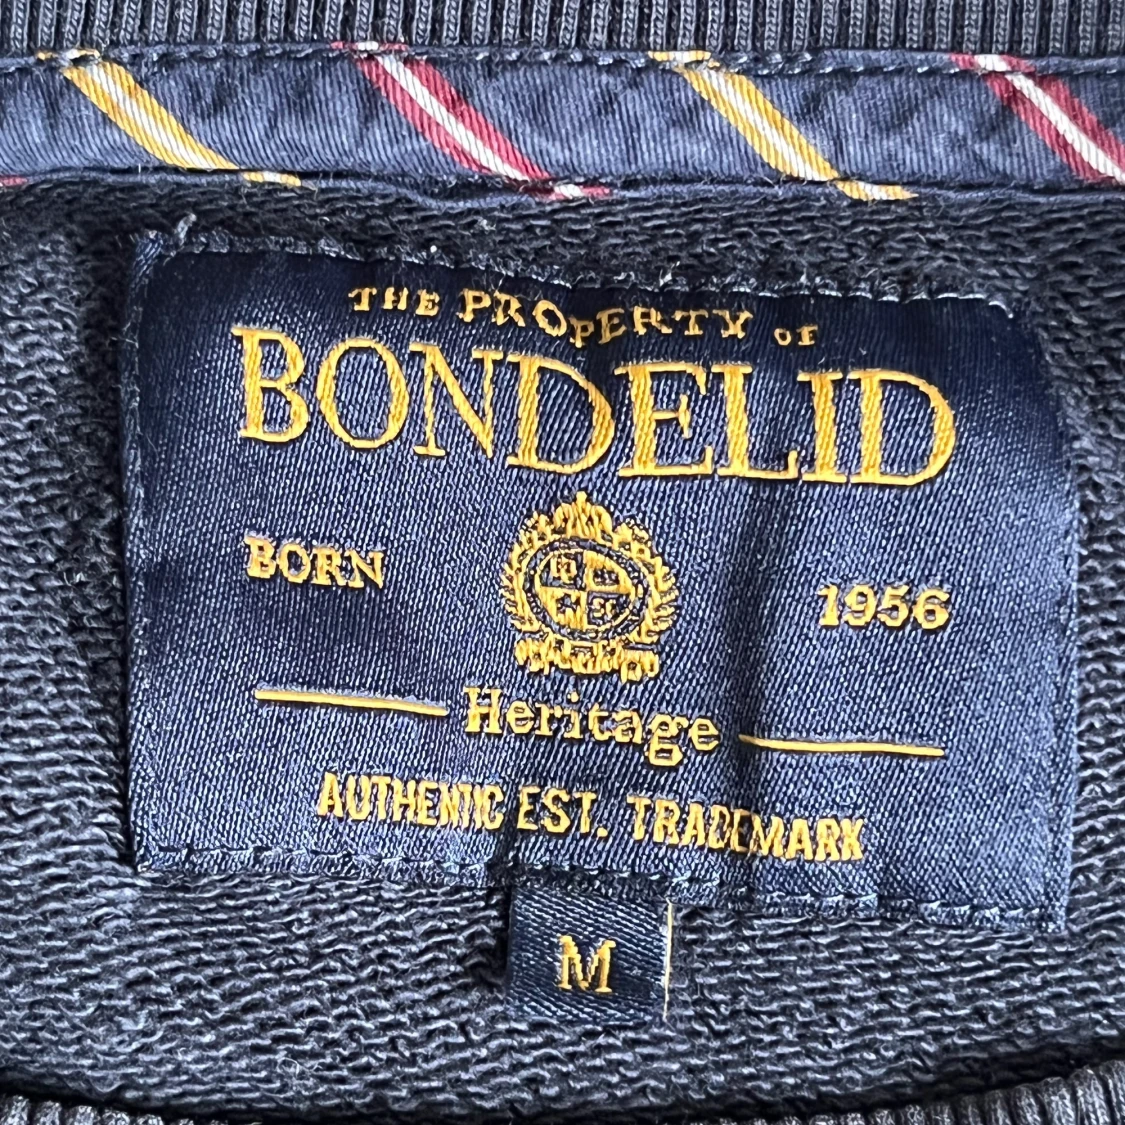 THE PROPERTY OF
BONDELID
BORN 1956
Heritage
AUTHENTIC EST. TRADEMARK
M